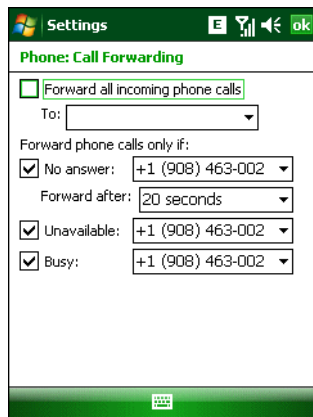 Settings E ok
Phone: Call Forwarding
Forward all incoming phone calls
To:
Forward phone calls only if:
No answer: +1 (908) 463-002
Forward after: 20 seconds
Unavailable: +1 (908) 463-002
Busy: +1 (908) 463-002